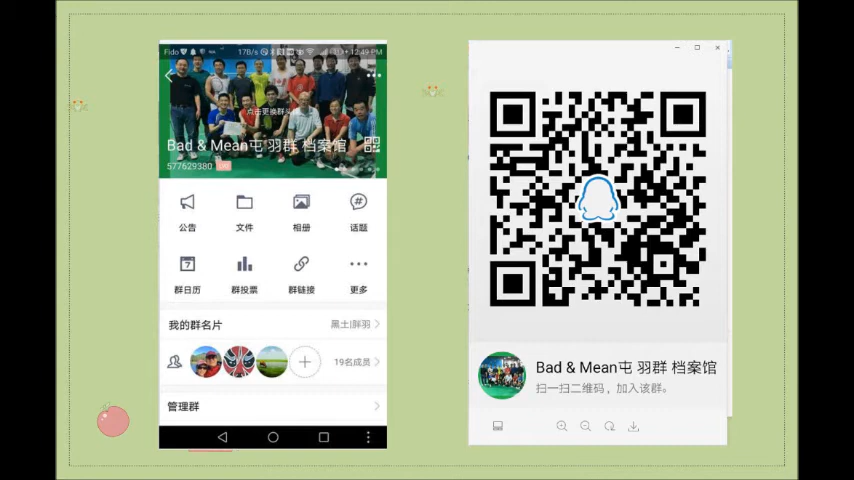 Fido 17B/s 12:49 PM
点击更换群头
Bad & Mean屯 羽群 档案馆
577629380
公告 文件 相册 话题
7
群日历 群投票 群链接 更多
我的群名片 黑土|胖羽
19名成员
管理群
Bad & Mean屯 羽群 档案馆
扫一扫二维码，加入该群。